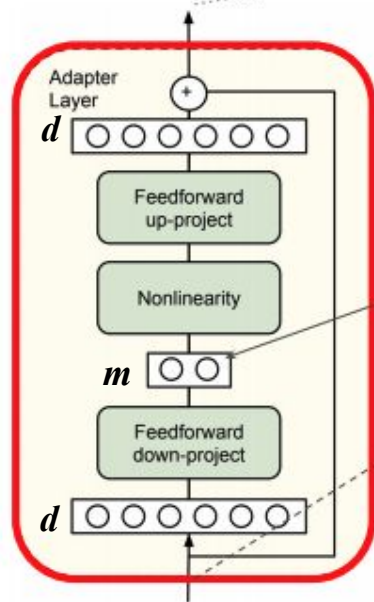 Adapter
Layer
+
d
Feedforward
up-project
Nonlinearity
m
Feedforward
down-project
d